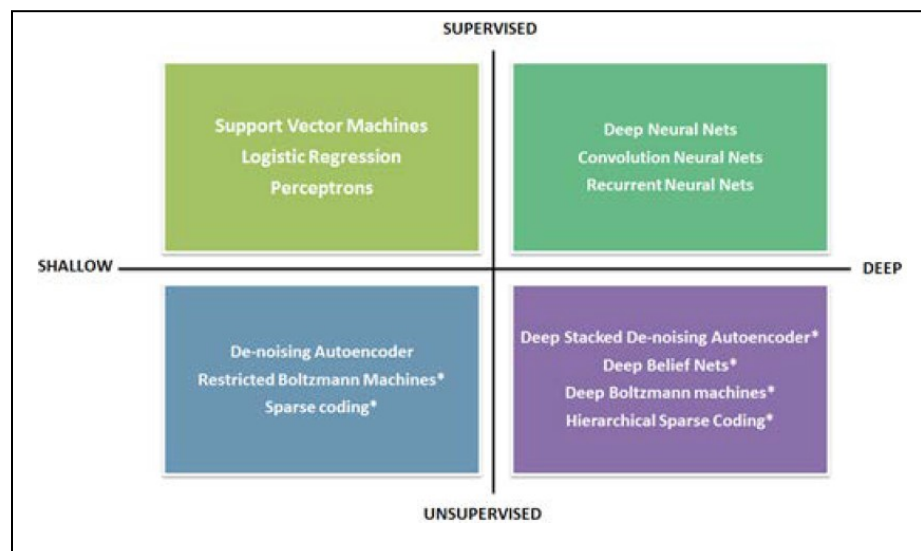 SUPERVISED
Support Vector Machines
Logistic Regression
Perceptrons
Deep Neural Nets
Convolution Neural Nets
Recurrent Neural Nets
SHALLOW
DEEP
De-noising Autoencoder
Restricted Boltzmann Machines*
Sparse coding*
Deep Stacked De-noising Autoencoder*
Deep Belief Nets*
Deep Boltzmann machines*
Hierarchical Sparse Coding*
UNSUPERVISED